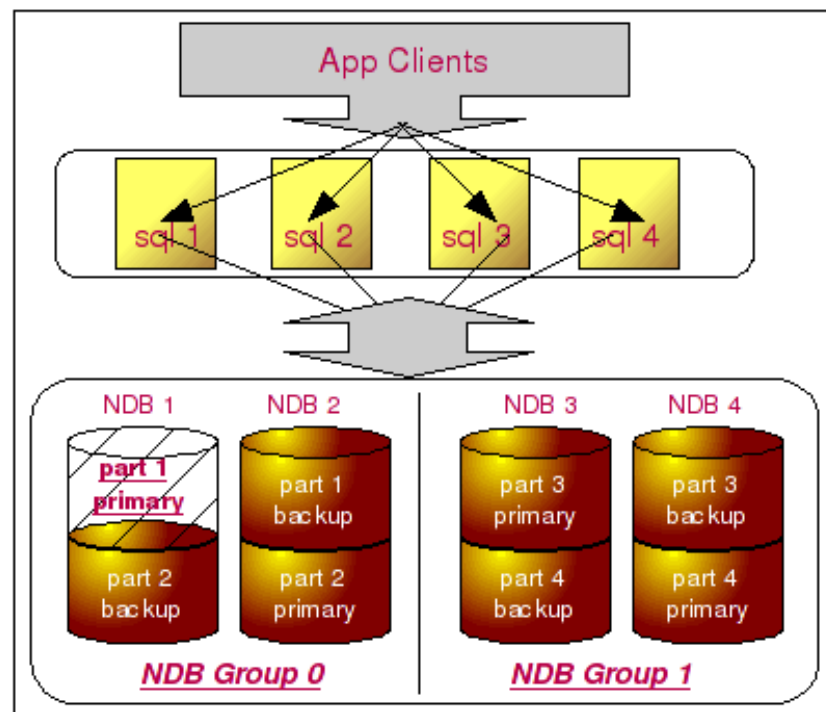 App Clients
sql 1
sql 2
sql 3
sql 4
NDB 1
NDB 2
NDB 3
NDB 4
part 1
primary
part 2
backup
part 1
backup
part 2
primary
part 3
primary
part 4
backup
part 3
backup
part 4
primary
NDB Group 0
NDB Group 1